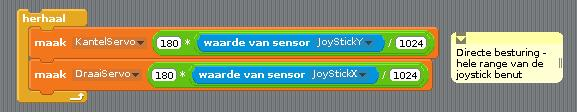 herhaal
maak KantelServo 180 * waarde van sensor JoyStickY / 1024
maak DraaiServo 180 * waarde van sensor JoyStickX / 1024
Directe besturing -
hele range van de
joystick benut